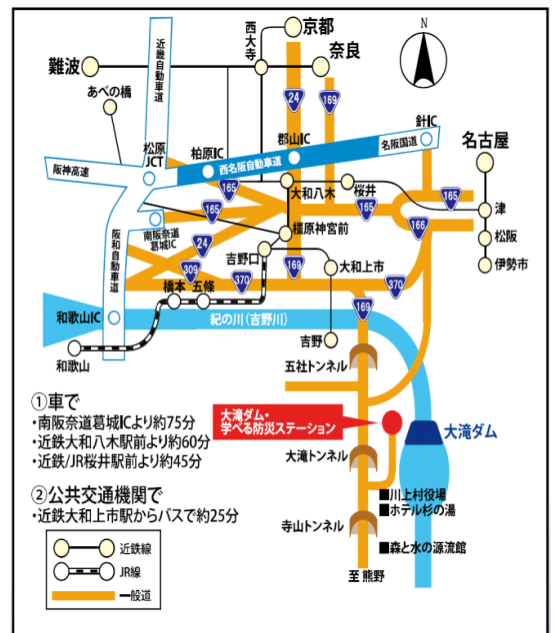 N
京都
西大寺
奈良
難波
近畿自動車道
あべの橋
24
169
針IC
郡山IC
名阪国道
名古屋
松原
JCT
柏原IC
西名阪自動車道
阪神高速
165
大和八木
桜井
165
165
津
165
橿原神宮前
166
松阪
南阪奈道
葛城IC
24
吉野口
阪和自動車道
309
370
169
大和上市
370
伊勢市
橋本
五條
169
和歌山IC
紀の川(吉野川)
吉野
和歌山
五社トンネル
①車で
・南阪奈道葛城ICより約75分
・近鉄大和八木駅前より約60分
・近鉄/JR桜井駅前より約45分
大滝ダム・
学べる防災ステーション
大滝ダム
大滝トンネル
②公共交通機関で
・近鉄大和上市駅からバスで約25分
■川上村役場
■ホテル杉の湯
寺山トンネル
■森と水の源流館
近鉄線
JR線
一般道
至 熊野